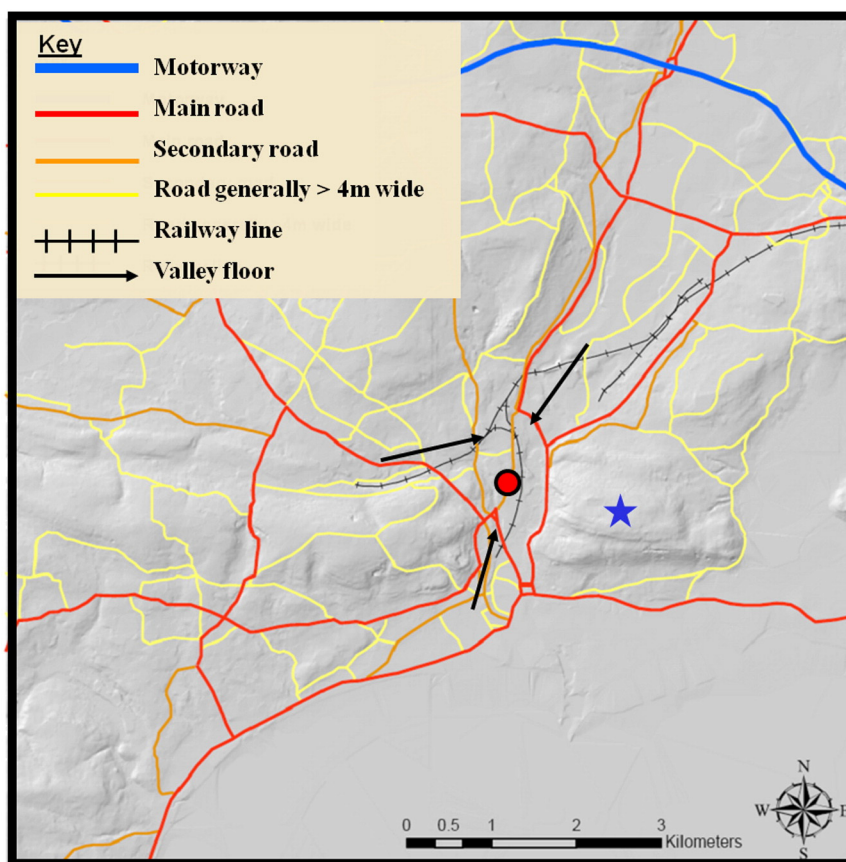 Key
Motorway
Main road
Secondary road
Road generally > 4m wide
Railway line
Valley floor
N
W E
S
0 0.5 1 2 3
Kilometers